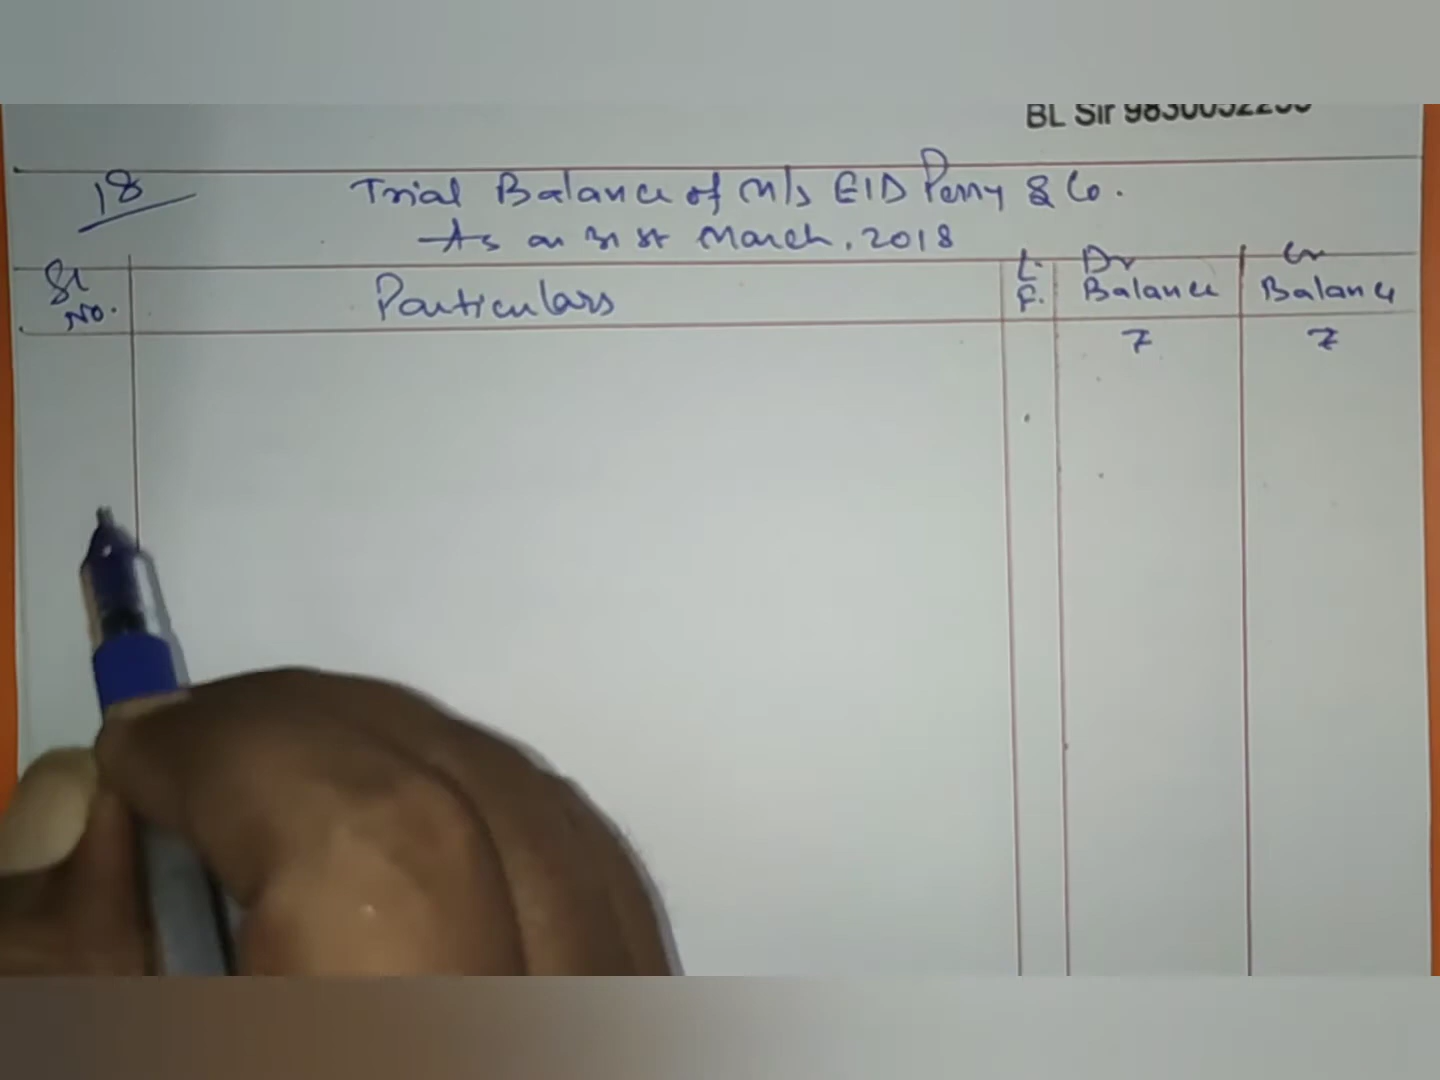 BL Sir 9830052
18
Trial Balance of M/s EID Parry & Co.
As on 31st March, 2018
Sl No.
Particulars
L.F.
Dr Balance
Cr Balance
₹
₹